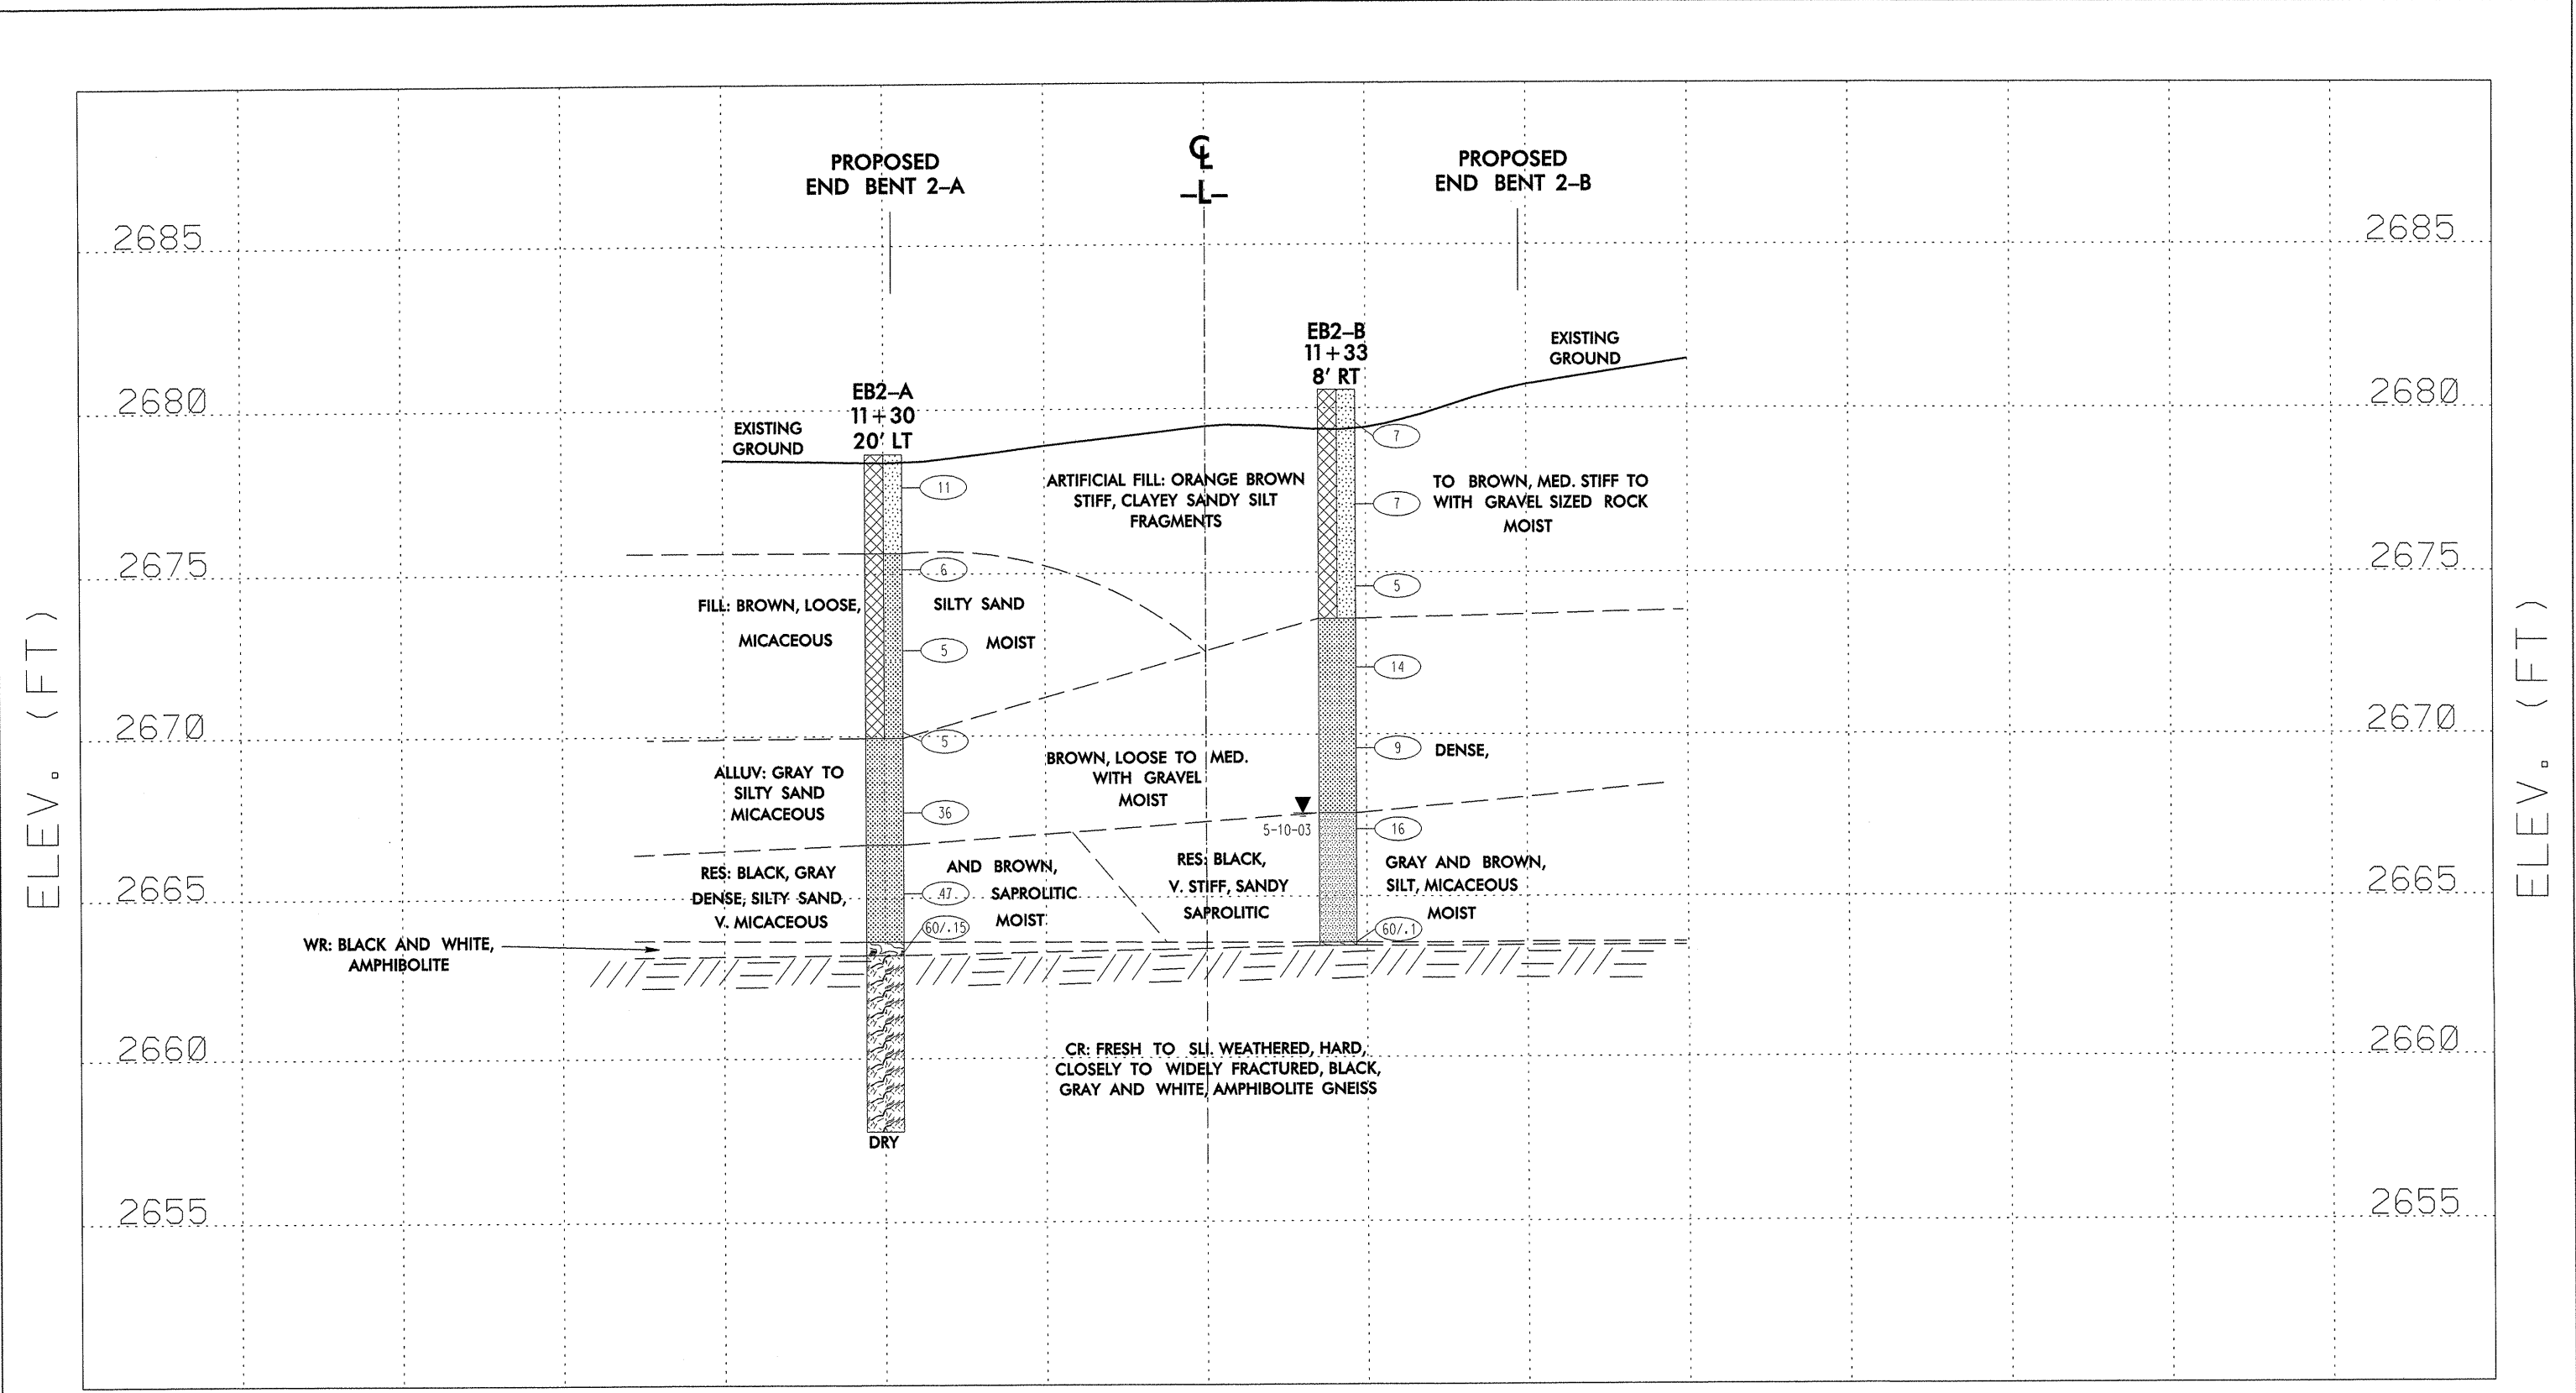 PROPOSED
END BENT 2-A
℄
-L-
PROPOSED
END BENT 2-B
2685
2685
EB2-B
11+33
8' RT
EXISTING
GROUND
2680
2680
EB2-A
11+30
20' LT
EXISTING
GROUND
7
11
ARTIFICIAL FILL: ORANGE BROWN
STIFF, CLAYEY SANDY SILT
FRAGMENTS
7
TO BROWN, MED. STIFF TO
WITH GRAVEL SIZED ROCK
MOIST
2675
2675
6
5
FILL: BROWN, LOOSE,
SILTY SAND
MICACEOUS
5
MOIST
14
ELEV. (FT)
ELEV. (FT)
2670
2670
5
9
DENSE,
ALLUV: GRAY TO
SILTY SAND
MICACEOUS
BROWN, LOOSE TO MED.
WITH GRAVEL
MOIST
36
5-10-03
16
RES: BLACK, GRAY
DENSE, SILTY SAND,
V. MICACEOUS
AND BROWN,
SAPROLITIC
MOIST
RES: BLACK,
V. STIFF, SANDY
SAPROLITIC
GRAY AND BROWN,
SILT, MICACEOUS
MOIST
2665
2665
47
60/.15
60/.1
WR: BLACK AND WHITE,
AMPHIBOLITE
2660
2660
CR: FRESH TO SLI. WEATHERED, HARD,
CLOSELY TO WIDELY FRACTURED, BLACK,
GRAY AND WHITE, AMPHIBOLITE GNEISS
DRY
2655
2655